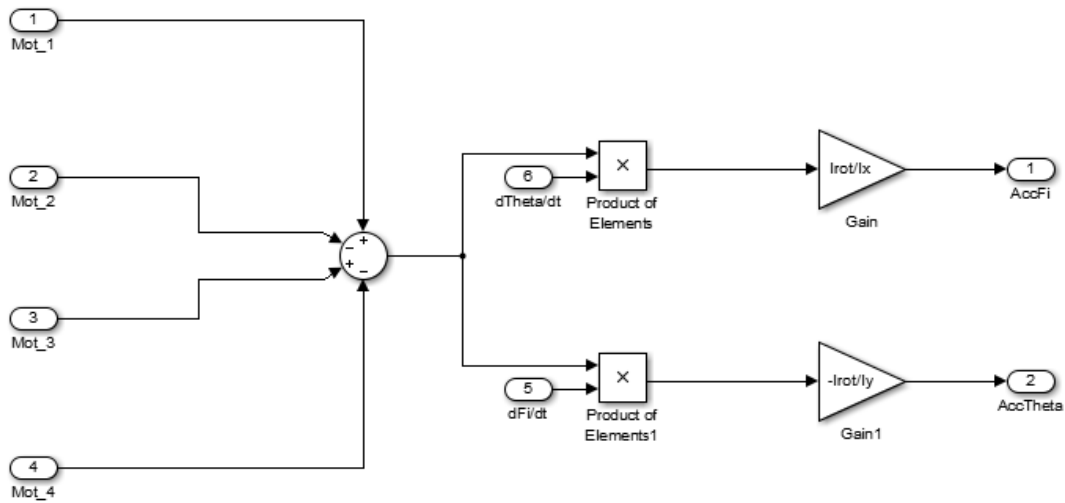 1
Mot_1
2
Mot_2
3
Mot_3
4
Mot_4
+
−
+
−
6
dTheta/dt
×
Product of
Elements
Irot/Ix
Gain
1
AccFi
5
dFi/dt
×
Product of
Elements1
-Irot/Iy
Gain1
2
AccTheta